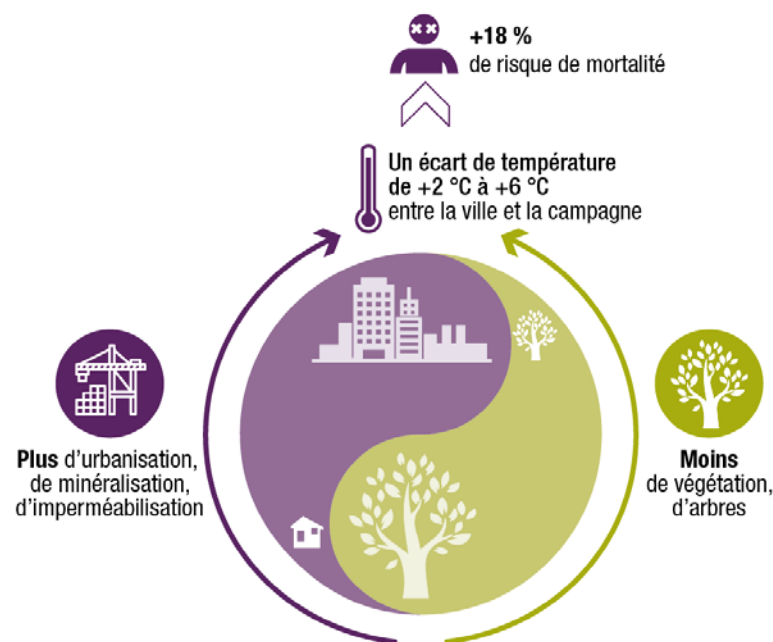 +18 %
de risque de mortalité
Un écart de température
de +2 °C à +6 °C
entre la ville et la campagne
Plus d'urbanisation,
de minéralisation,
d'imperméabilisation
Moins
de végétation,
d'arbres